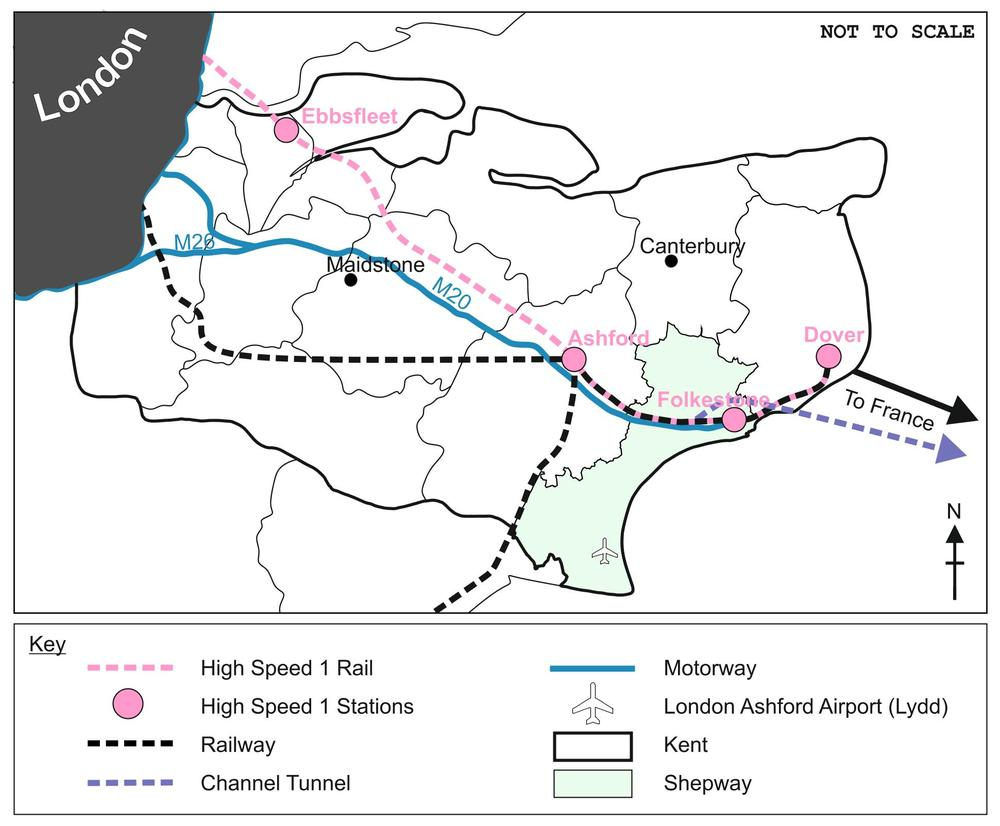 NOT TO SCALE
London
Ebbsfleet
M26
Canterbury
Maidstone
M20
Ashford
Dover
Folkestone
To France
N
Key
High Speed 1 Rail
High Speed 1 Stations
Railway
Channel Tunnel
Motorway
London Ashford Airport (Lydd)
Kent
Shepway